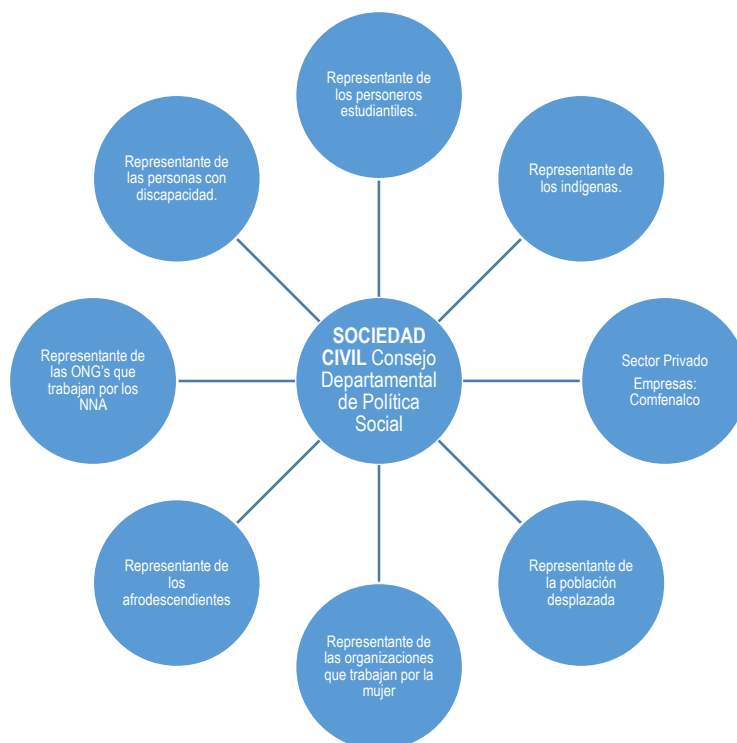 Representante de
los personeros
estudiantiles.
Representante de
las personas con
discapacidad.
Representante de
los indígenas.
SOCIEDAD
CIVIL Consejo
Departamental
de Política
Social
Representante de
las ONG's que
trabajan por los
NNA
Sector Privado
Empresas:
Comfenalco
Representante de
los
afrodescendientes
Representante de
la población
desplazada
Representante de
las organizaciones
que trabajan por la
mujer